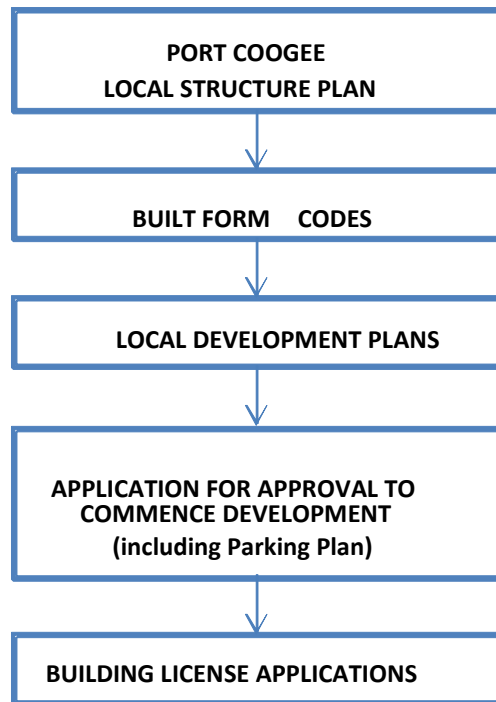 PORT COOGEE
LOCAL STRUCTURE PLAN
BUILT FORM CODES
LOCAL DEVELOPMENT PLANS
APPLICATION FOR APPROVAL TO
COMMENCE DEVELOPMENT
(including Parking Plan)
BUILDING LICENSE APPLICATIONS